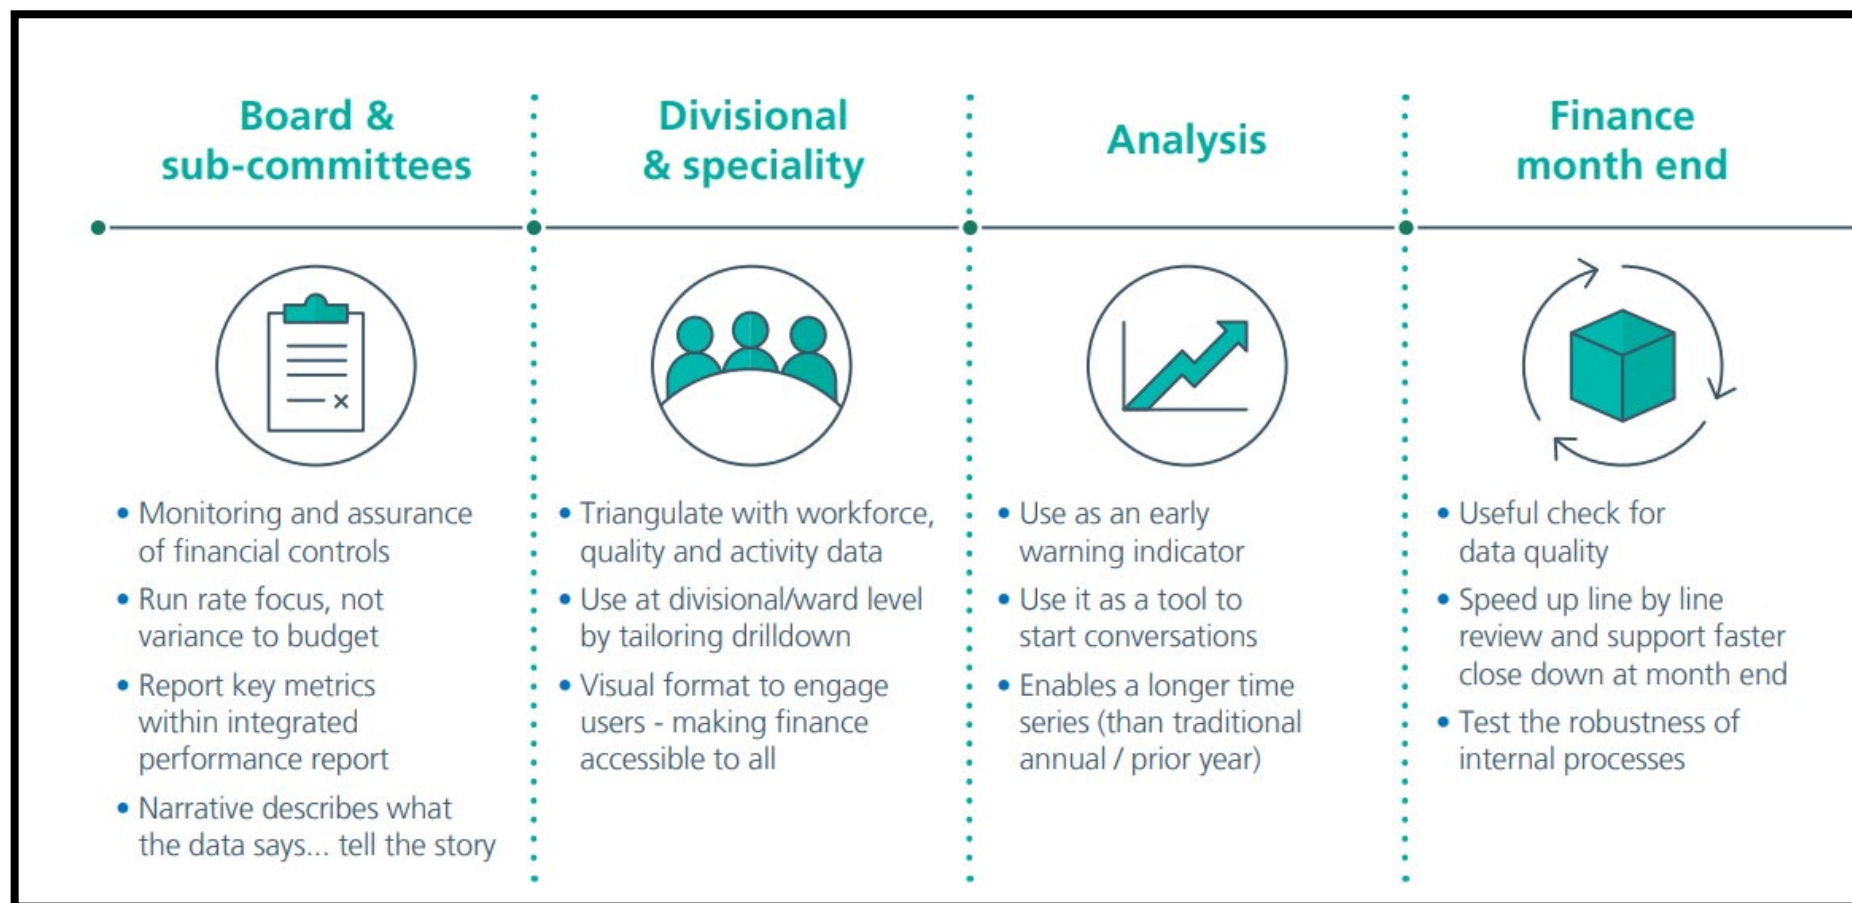 Board &
sub-committees
• Monitoring and assurance
of financial controls
• Run rate focus, not
variance to budget
• Report key metrics
within integrated
performance report
• Narrative describes what
the data says... tell the story
Divisional
& speciality
• Triangulate with workforce,
quality and activity data
• Use at divisional/ward level
by tailoring drilldown
• Visual format to engage
users - making finance
accessible to all
Analysis
• Use as an early
warning indicator
• Use it as a tool to
start conversations
• Enables a longer time
series (than traditional
annual / prior year)
Finance
month end
• Useful check for
data quality
• Speed up line by line
review and support faster
close down at month end
• Test the robustness of
internal processes